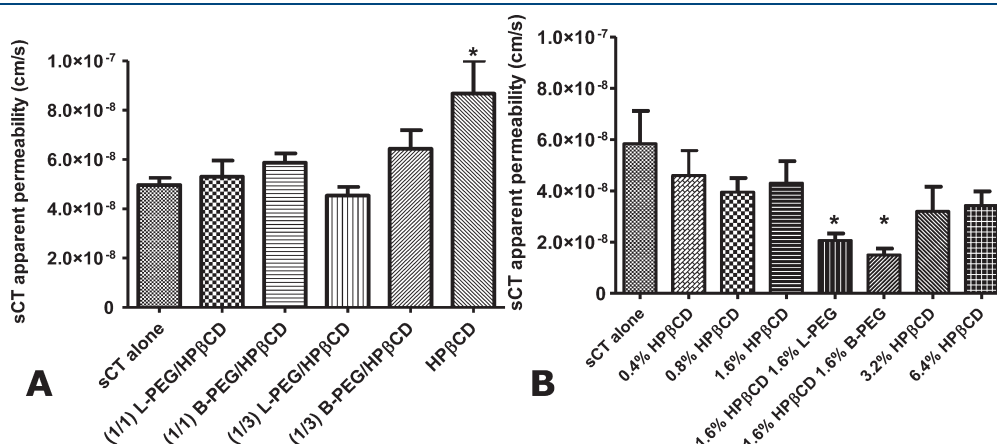 sCT apparent permeability (cm/s)
1.0×10⁻⁷
8.0×10⁻⁸
6.0×10⁻⁸
4.0×10⁻⁸
2.0×10⁻⁸
0
*
sCT alone
(1/1) L-PEG/HPβCD
(1/1) B-PEG/HPβCD
(1/3) L-PEG/HPβCD
(1/3) B-PEG/HPβCD
HPβCD
A
sCT apparent permeability (cm/s)
1.0×10⁻⁷
8.0×10⁻⁸
6.0×10⁻⁸
4.0×10⁻⁸
2.0×10⁻⁸
0
*
*
sCT alone
0.4% HPβCD
0.8% HPβCD
1.6% HPβCD
1.6% HPβCD 1.6% L-PEG
1.6% HPβCD 1.6% B-PEG
3.2% HPβCD
6.4% HPβCD
B